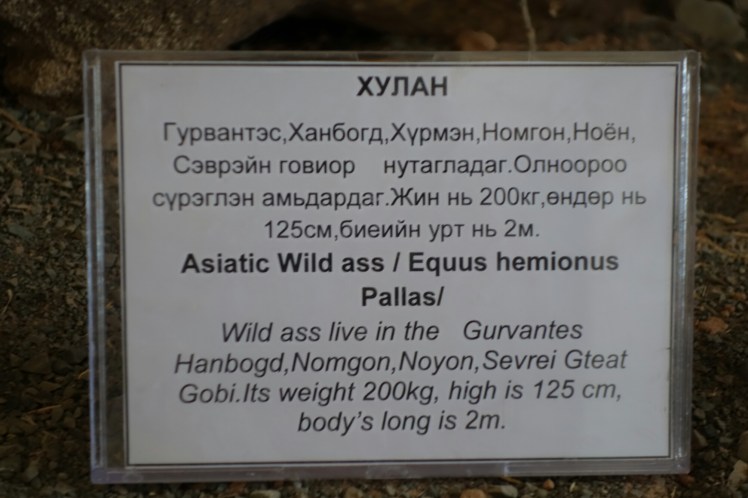 ХУЛАН
Гурвантэс,Ханбогд,Хүрмэн,Номгон,Ноён,
Сэврэйн говиор нутагладаг.Олноороо
сүрэглэн амьдардаг.Жин нь 200кг,өндөр нь
125см,биеийн урт нь 2м.
Asiatic Wild ass / Equus hemionus
Pallas/
Wild ass live in the Gurvantes
Hanbogd,Nomgon,Noyon,Sevrei Gteat
Gobi.Its weight 200kg, high is 125 cm,
body's long is 2m.